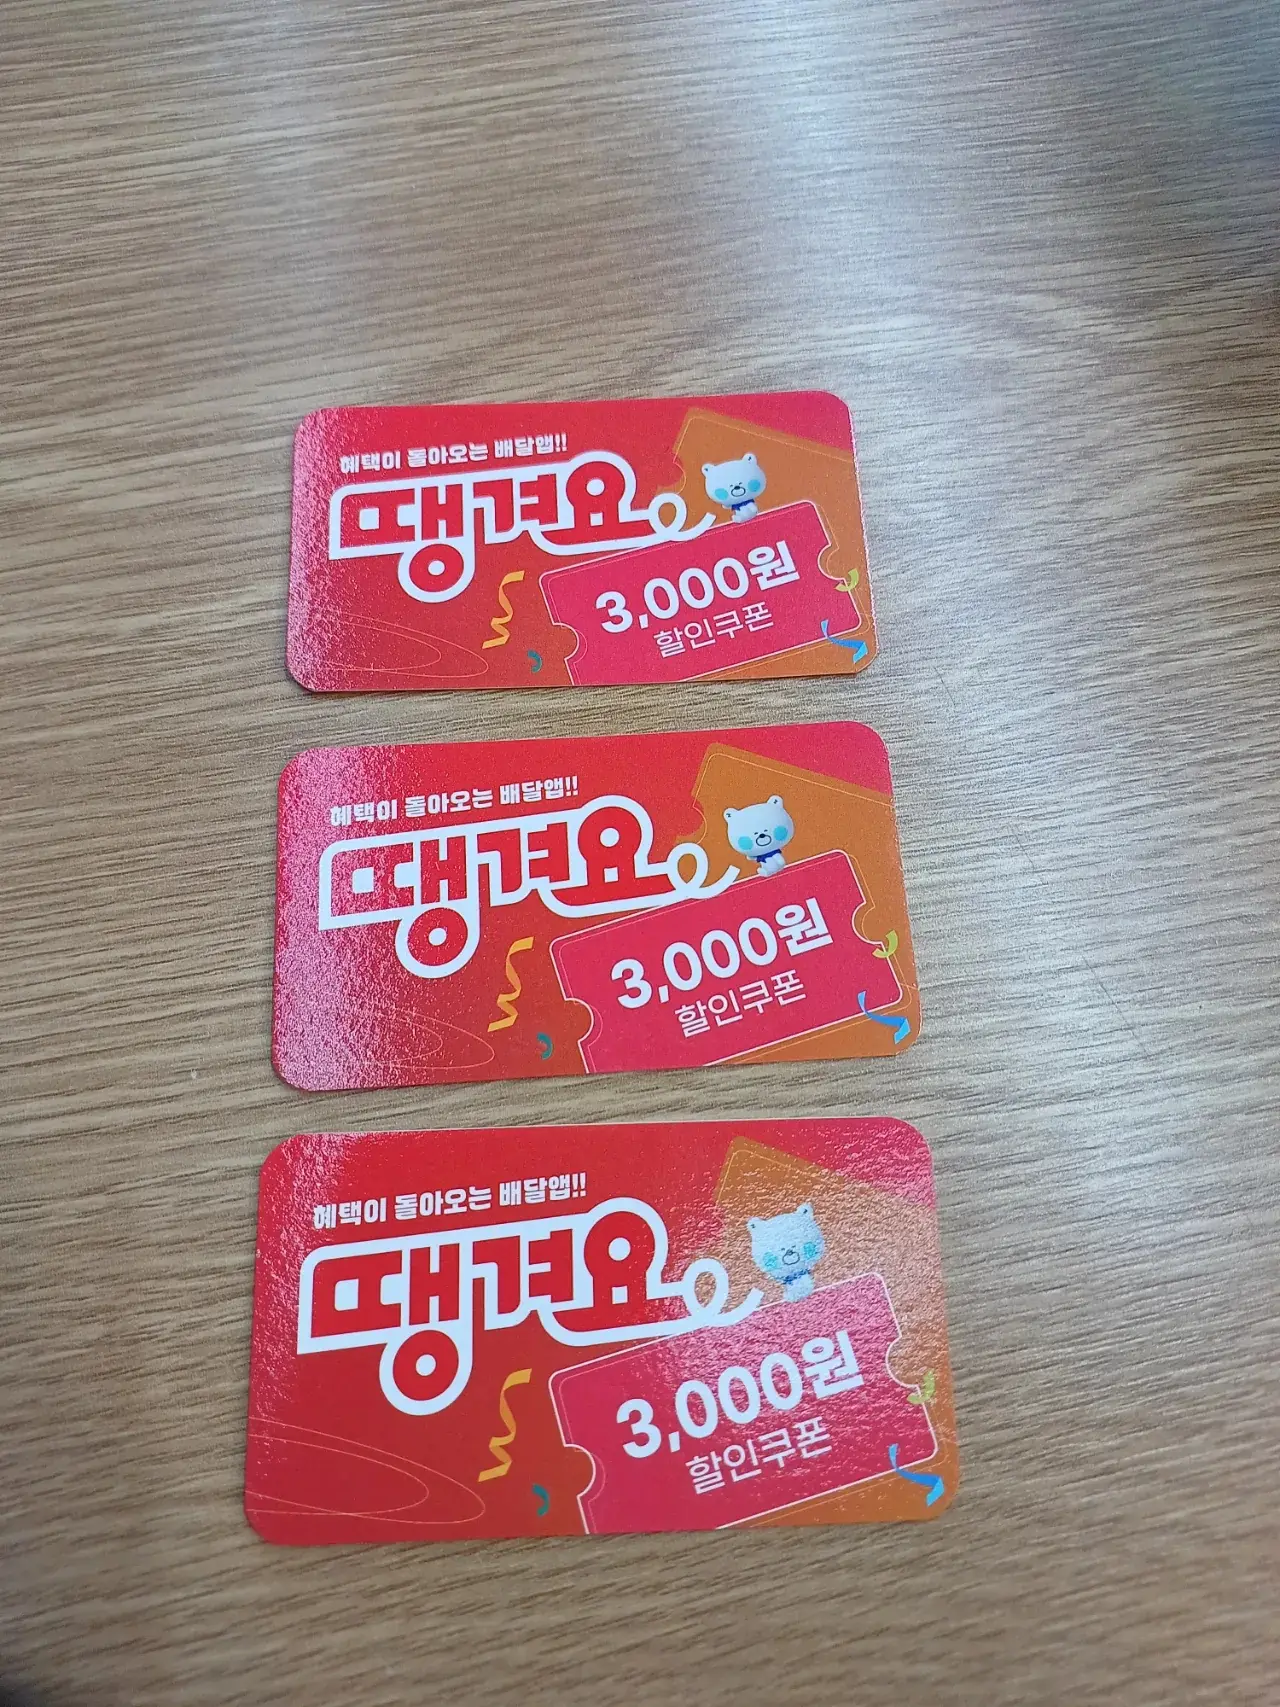 혜택이 돌아오는 배달앱!!
땡겨요
3,000원
할인쿠폰
혜택이 돌아오는 배달앱!!
땡겨요
3,000원
할인쿠폰
혜택이 돌아오는 배달앱!!
땡겨요
3,000원
할인쿠폰